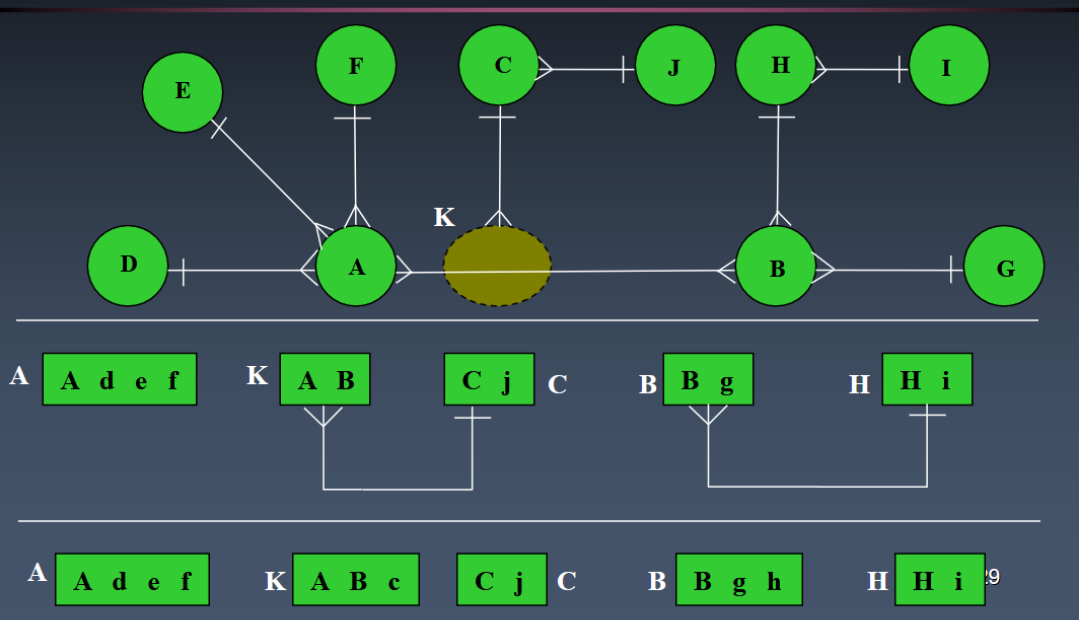 F C J H I
E
K
D A B G
A A d e f K A B C j C B B g H H i
A A d e f K A B c C j C B B g h H H i 29